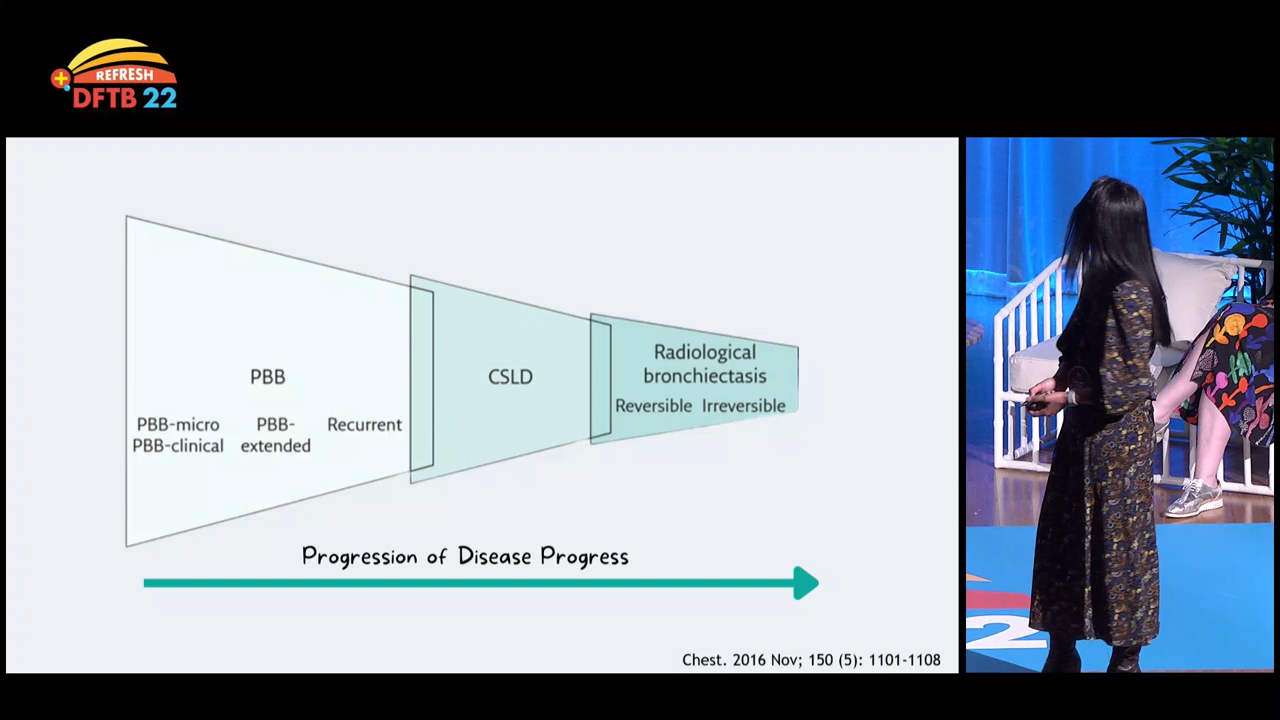 REFRESH
DFTB 22
PBB
PBB-micro
PBB-clinical
PBB-
extended
Recurrent
CSLD
Radiological
bronchiectasis
Reversible Irreversible
Progression of Disease Progress
Chest. 2016 Nov; 150 (5): 1101-1108
2